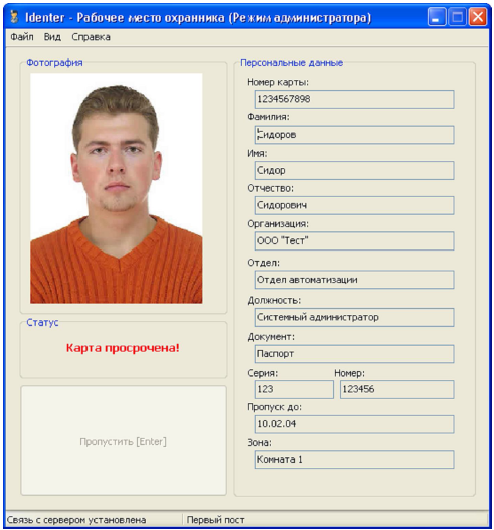 Identer - Рабочее место охранника (Режим администратора)
Файл Вид Справка
Фотография
Статус
Карта просрочена!
Пропустить [Enter]
Персональные данные
Номер карты:
1234567898
Фамилия:
Сидоров
Имя:
Сидор
Отчество:
Сидорович
Организация:
ООО "Тест"
Отдел:
Отдел автоматизации
Должность:
Системный администратор
Документ:
Паспорт
Серия: Номер:
123 123456
Пропуск до:
10.02.04
Зона:
Комната 1
Связь с сервером установлена Первый пост